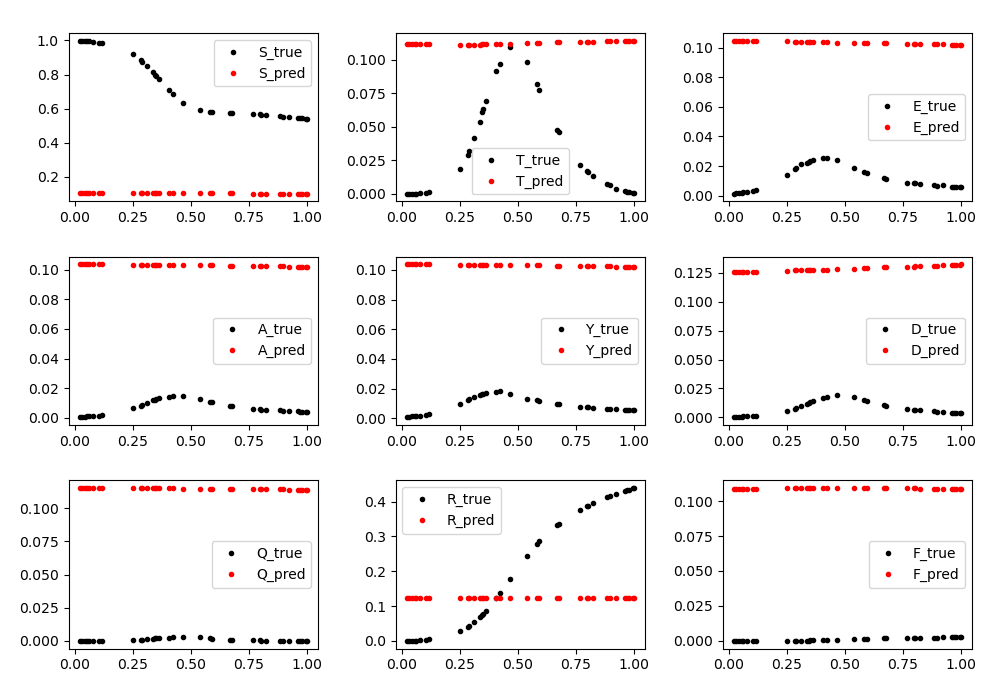 1.0
0.8
0.6
0.4
0.2
0.00 0.25 0.50 0.75 1.00
S_true
S_pred
0.100
0.075
0.050
0.025
0.000
0.00 0.25 0.50 0.75 1.00
T_true
T_pred
0.10
0.08
0.06
0.04
0.02
0.00
0.00 0.25 0.50 0.75 1.00
E_true
E_pred
0.10
0.08
0.06
0.04
0.02
0.00
0.00 0.25 0.50 0.75 1.00
A_true
A_pred
0.10
0.08
0.06
0.04
0.02
0.00
0.00 0.25 0.50 0.75 1.00
Y_true
Y_pred
0.125
0.100
0.075
0.050
0.025
0.000
0.00 0.25 0.50 0.75 1.00
D_true
D_pred
0.100
0.075
0.050
0.025
0.000
0.00 0.25 0.50 0.75 1.00
Q_true
Q_pred
0.4
0.3
0.2
0.1
0.0
0.00 0.25 0.50 0.75 1.00
R_true
R_pred
0.100
0.075
0.050
0.025
0.000
0.00 0.25 0.50 0.75 1.00
F_true
F_pred